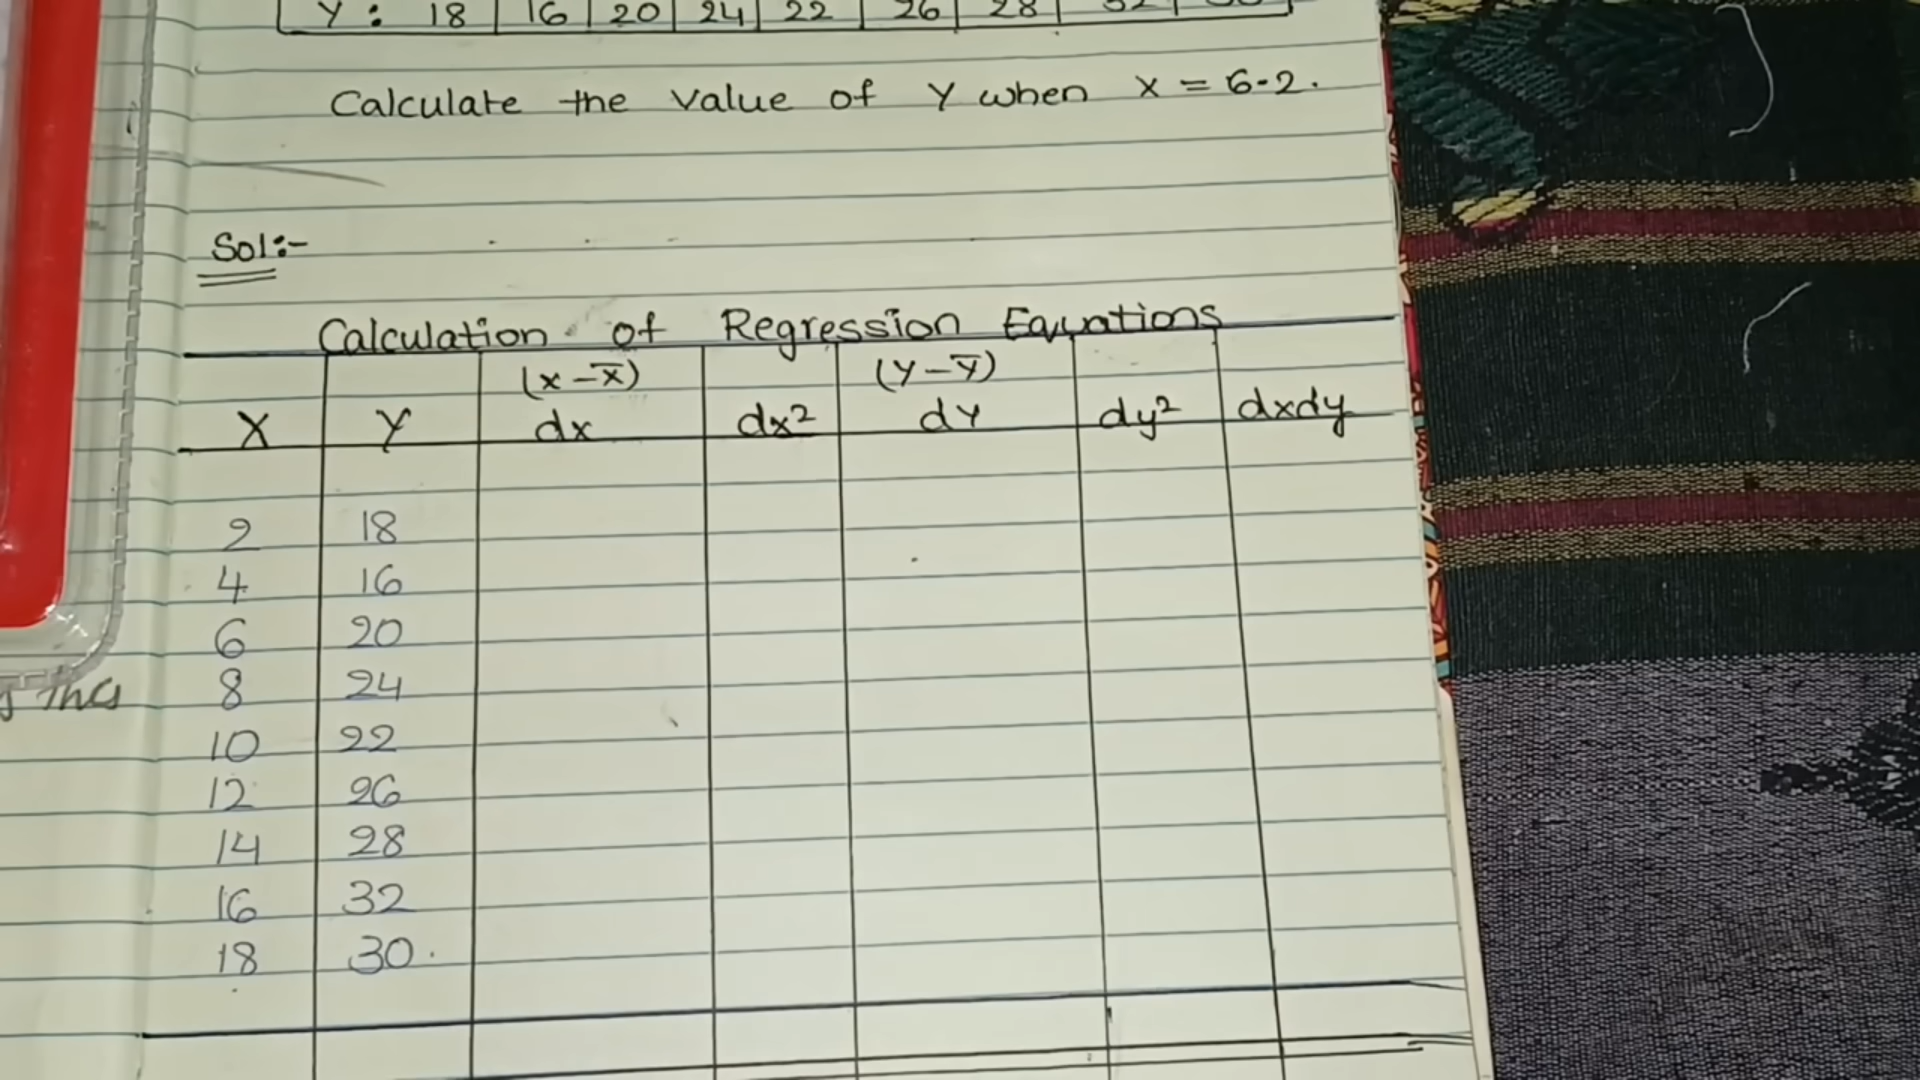 Y : 18 16 20 24 22 26 28 32
Calculate the value of Y when X = 6.2.
Sol:-
Calculation of Regression Equations
X Y (x-x̅) dx dx² (Y-Y̅) dY dy² dxdy
2 18
4 16
6 20
8 24
10 22
12 26
14 28
16 32
18 30.